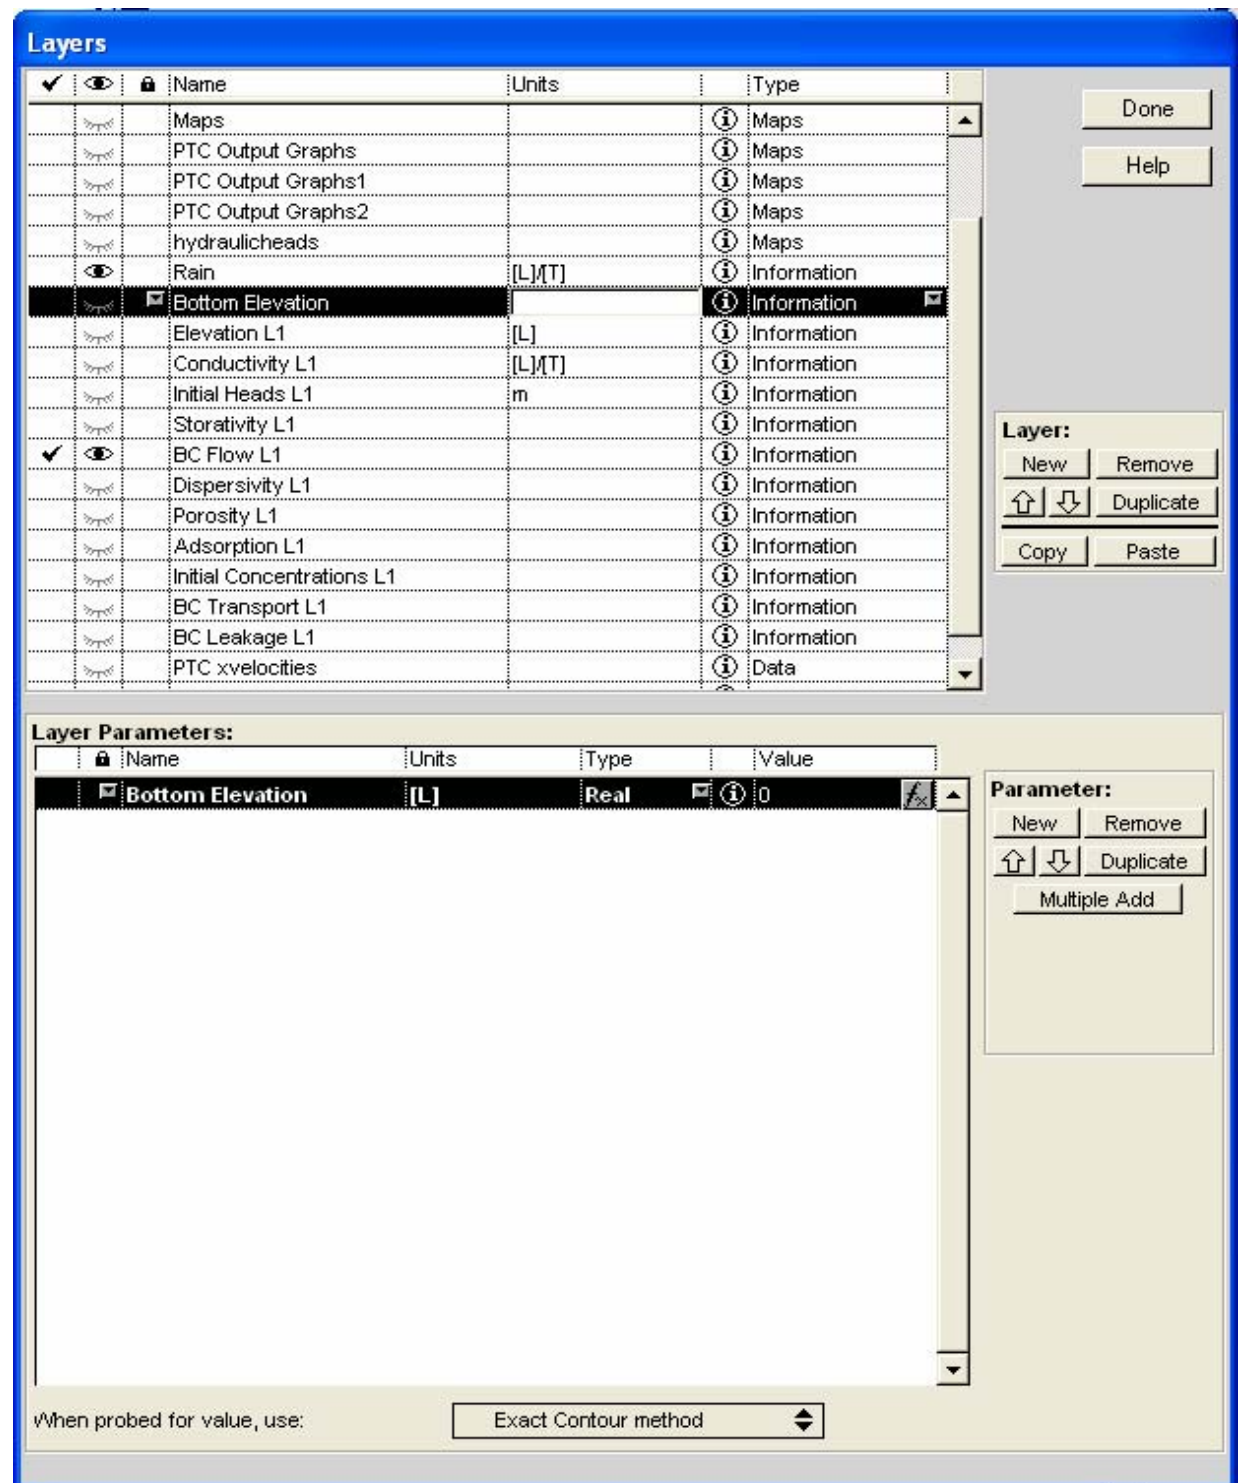 Layers
Name Units Type
Maps Maps
PTC Output Graphs Maps
PTC Output Graphs1 Maps
PTC Output Graphs2 Maps
hydraulicheads Maps
Rain [L]/[T] Information
Bottom Elevation Information
Elevation L1 [L] Information
Conductivity L1 [L]/[T] Information
Initial Heads L1 m Information
Storativity L1 Information
BC Flow L1 Information
Dispersivity L1 Information
Porosity L1 Information
Adsorption L1 Information
Initial Concentrations L1 Information
BC Transport L1 Information
BC Leakage L1 Information
PTC xvelocities Data
Done
Help
Layer:
New Remove
Duplicate
Copy Paste
Layer Parameters:
Name Units Type Value
Bottom Elevation [L] Real 0 fx
Parameter:
New Remove
Duplicate
Multiple Add
When probed for value, use: Exact Contour method